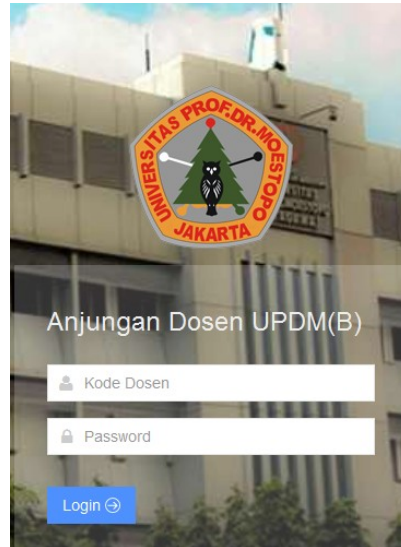 UNIVERSITAS PROF.DR.MOESTOPO
JAKARTA
Anjungan Dosen UPDM(B)
Kode Dosen
Password
Login